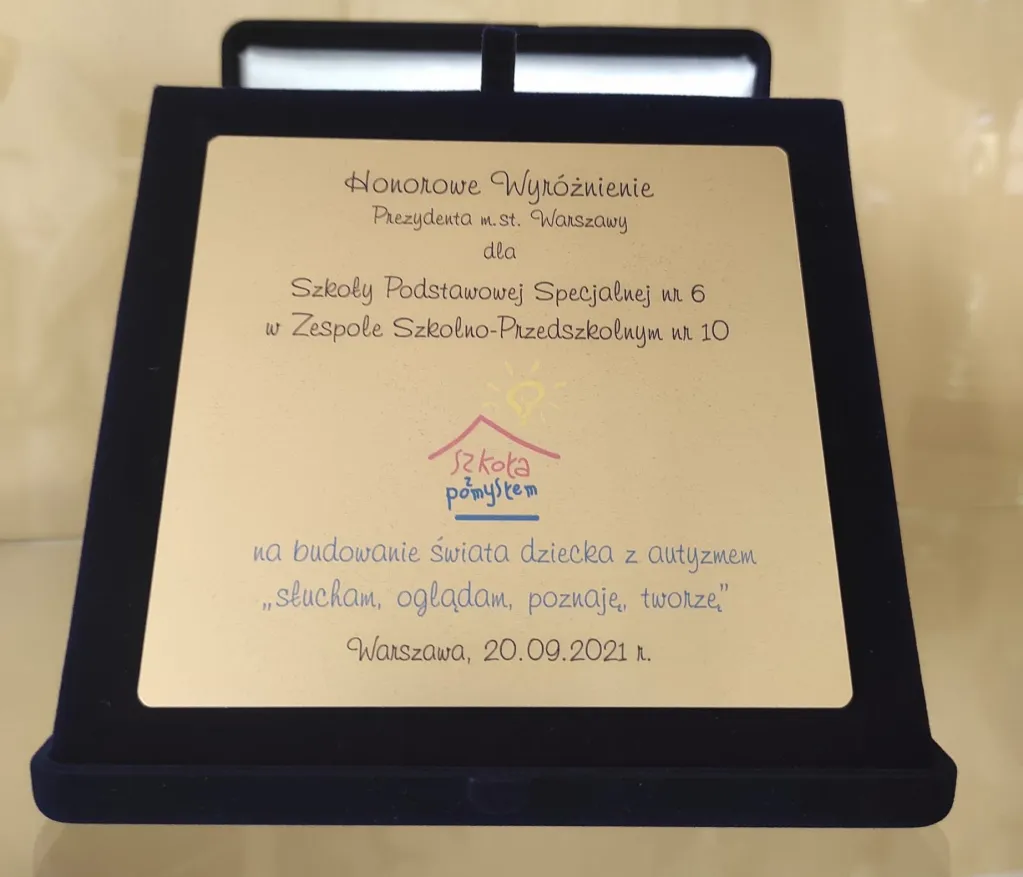 Honorowe Wyróżnienie
Prezydenta m.st. Warszawy
dla
Szkoły Podstawowej Specjalnej nr 6
w Zespole Szkolno-Przedszkolnym nr 10
szkoła
z
pomysłem
na budowanie świata dziecka z autyzmem
„słucham, oglądam, poznaję, tworzę”
Warszawa, 20.09.2021 r.